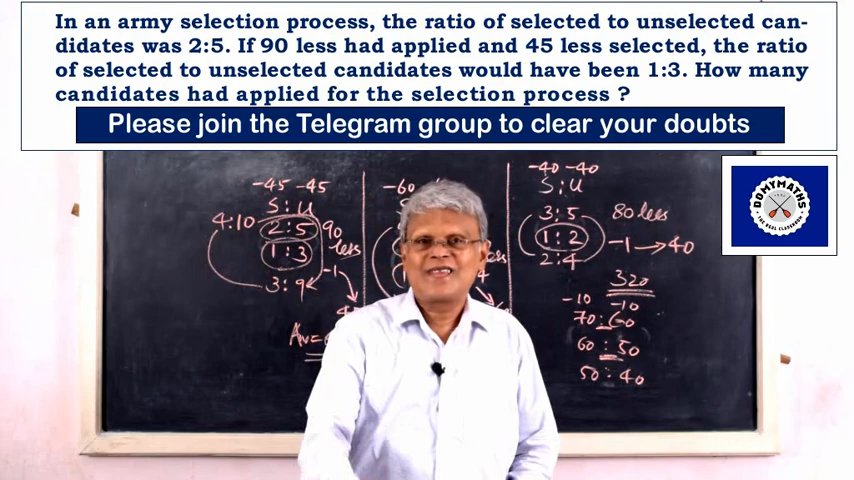 In an army selection process, the ratio of selected to unselected can-
didates was 2:5. If 90 less had applied and 45 less selected, the ratio
of selected to unselected candidates would have been 1:3. How many
candidates had applied for the selection process ?
Please join the Telegram group to clear your doubts
DOMYMATHS
THE REEL CLASSROOM
-45 -45
S:U
4:10 2:5 90
less
1:3
-1
3:9
-60
-40 -40
S:U
3:5 80 less
1:2 -1→40
2:4
320
-10 -10
70:60
60:50
50:40